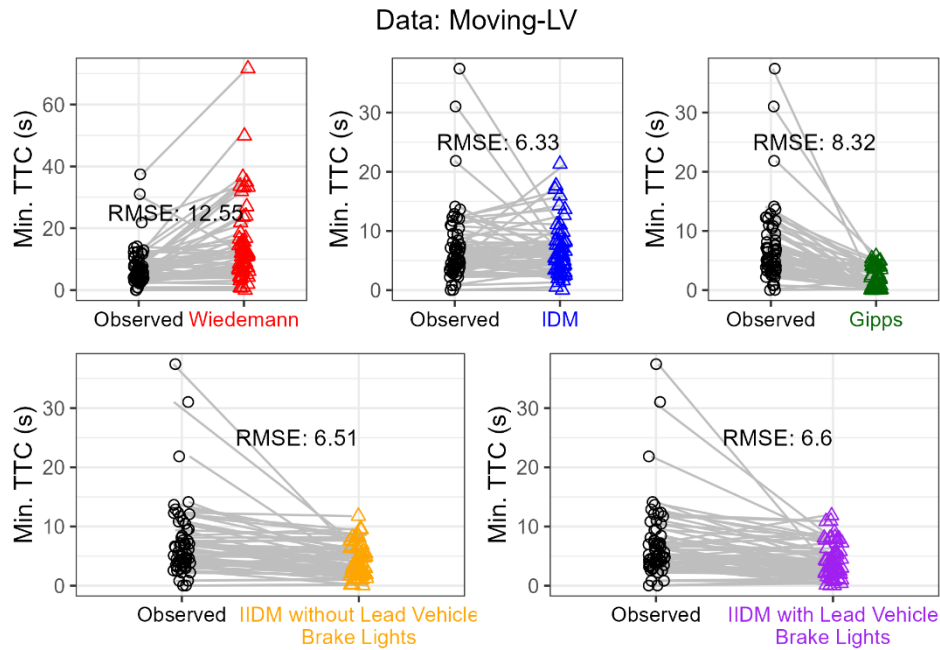 Data: Moving-LV
Min. TTC (s)
60
40
20
0
RMSE: 12.55
Observed Wiedemann
Min. TTC (s)
30
20
10
0
RMSE: 6.33
Observed IDM
Min. TTC (s)
30
20
10
0
RMSE: 8.32
Observed Gipps
Min. TTC (s)
30
20
10
0
RMSE: 6.51
Observed IIDM without Lead Vehicle
Brake Lights
Min. TTC (s)
30
20
10
0
RMSE: 6.6
Observed IIDM with Lead Vehicle
Brake Lights